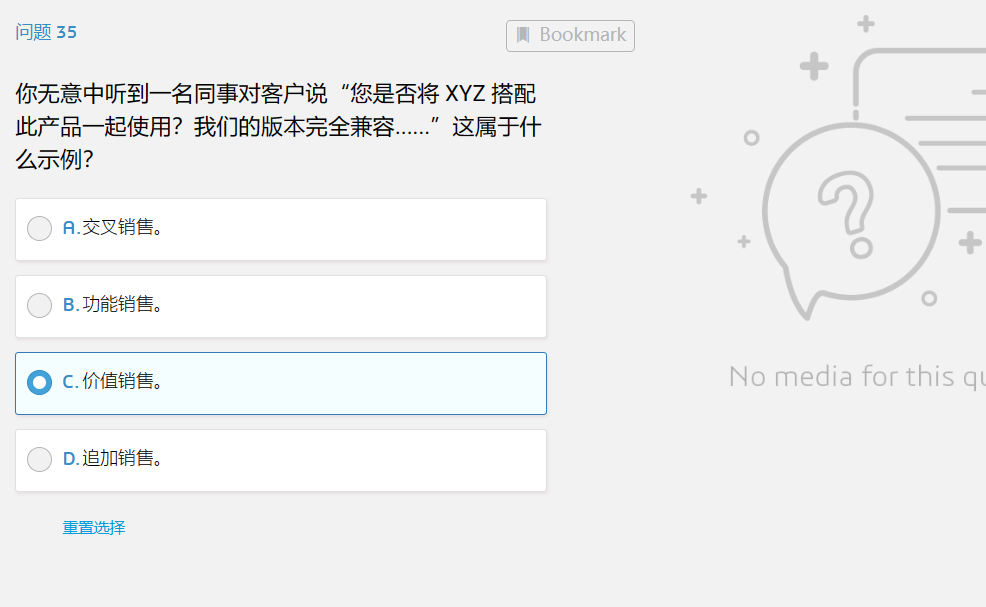 问题 35
Bookmark
你无意中听到一名同事对客户说“您是否将 XYZ 搭配
此产品一起使用？我们的版本完全兼容......”这属于什
么示例？
A.交叉销售。
B.功能销售。
C.价值销售。
D.追加销售。
重置选择
No media for this qu